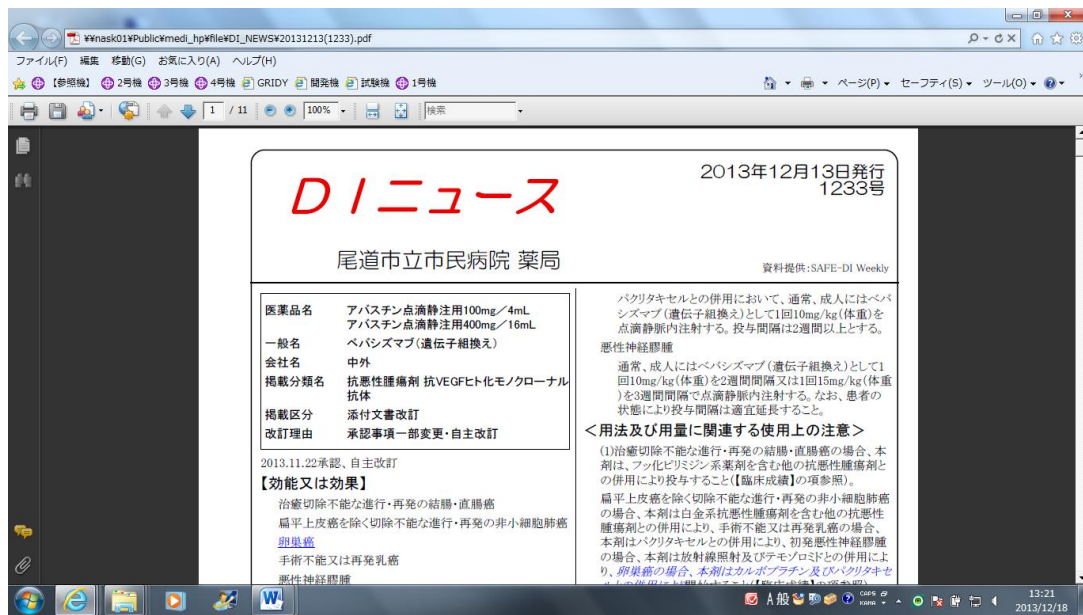 ¥¥nask01¥Public¥medi_hp¥file¥DI_NEWS¥20131213(1233).pdf
ファイル(F) 編集 移動(G) お気に入り(A) ヘルプ(H)
【参照機】 2号機 3号機 4号機 GRIDY 開発機 試験機 1号機
ページ(P) セーフティ(S) ツール(O)
1 / 11 100% 検索
DIニュース
2013年12月13日発行
1233号
尾道市立市民病院 薬局
資料提供:SAFE-DI Weekly
医薬品名 アバスチン点滴静注用100mg/4mL
アバスチン点滴静注用400mg/16mL
一般名 ベバシズマブ(遺伝子組換え)
会社名 中外
掲載分類名 抗悪性腫瘍剤 抗VEGFヒト化モノクローナル
抗体
掲載区分 添付文書改訂
改訂理由 承認事項一部変更・自主改訂
2013.11.22承認、自主改訂
【効能又は効果】
治癒切除不能な進行・再発の結腸・直腸癌
扁平上皮癌を除く切除不能な進行・再発の非小細胞肺癌
卵巣癌
手術不能又は再発乳癌
悪性神経膠腫
パクリタキセルとの併用において、通常、成人にはベバ
シズマブ(遺伝子組換え)として1回10mg/kg(体重)を
点滴静脈内注射する。投与間隔は2週間以上とする。
悪性神経膠腫
通常、成人にはベバシズマブ(遺伝子組換え)として1
回10mg/kg(体重)を2週間間隔又は1回15mg/kg(体重
)を3週間間隔で点滴静脈内注射する。なお、患者の
状態により投与間隔は適宜延長すること。
<用法及び用量に関連する使用上の注意>
(1)治癒切除不能な進行・再発の結腸・直腸癌の場合、本
剤は、フッ化ピリミジン系薬剤を含む他の抗悪性腫瘍剤と
の併用により投与すること(【臨床成績】の項参照)。
扁平上皮癌を除く切除不能な進行・再発の非小細胞肺癌
の場合、本剤は白金系抗悪性腫瘍剤を含む他の抗悪性
腫瘍剤との併用により、手術不能又は再発乳癌の場合、
本剤はパクリタキセルとの併用により、初発悪性神経膠腫
の場合、本剤は放射線照射及びテモゾロミドとの併用によ
り、卵巣癌の場合、本剤はカルボプラチン及びパクリタキセ
A 般 CAPS KANA
13:21
2013/12/18